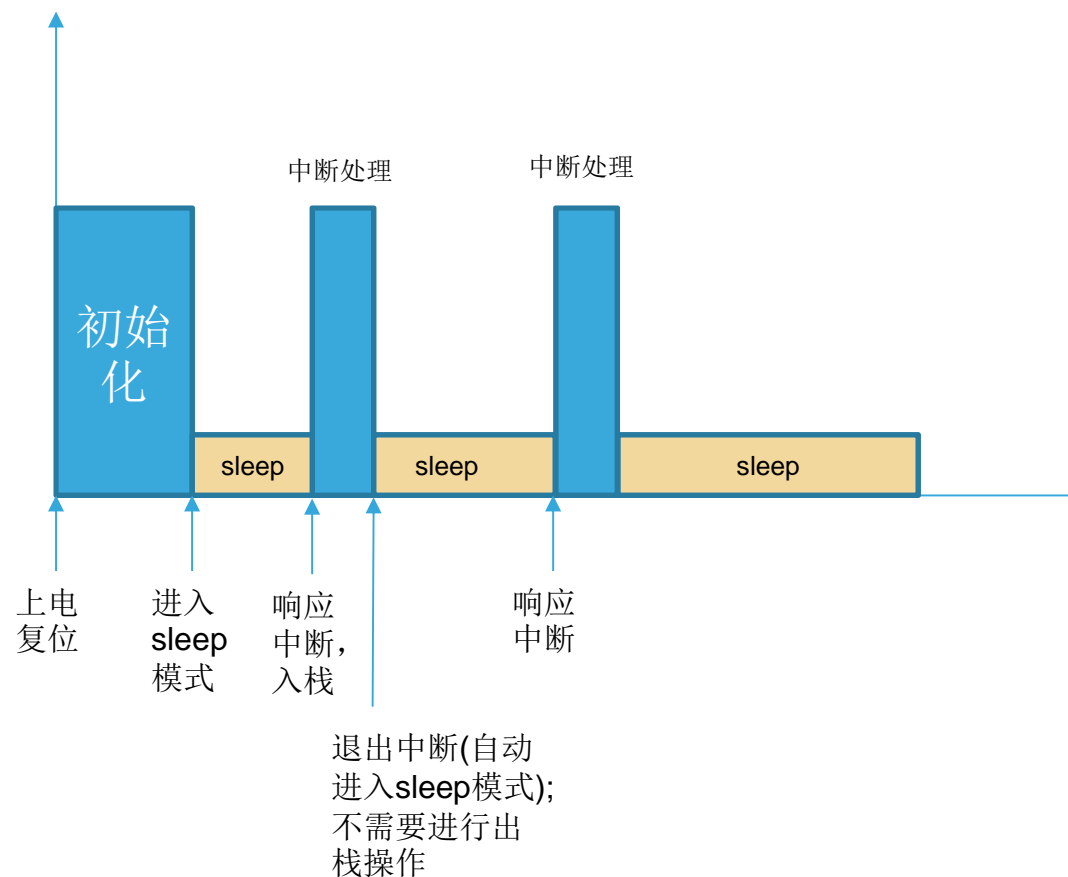 中断处理
中断处理
初始
化
sleep
sleep
sleep
上电
复位
进入
sleep
模式
响应
中断，
入栈
响应
中断
退出中断(自动
进入sleep模式);
不需要进行出
栈操作